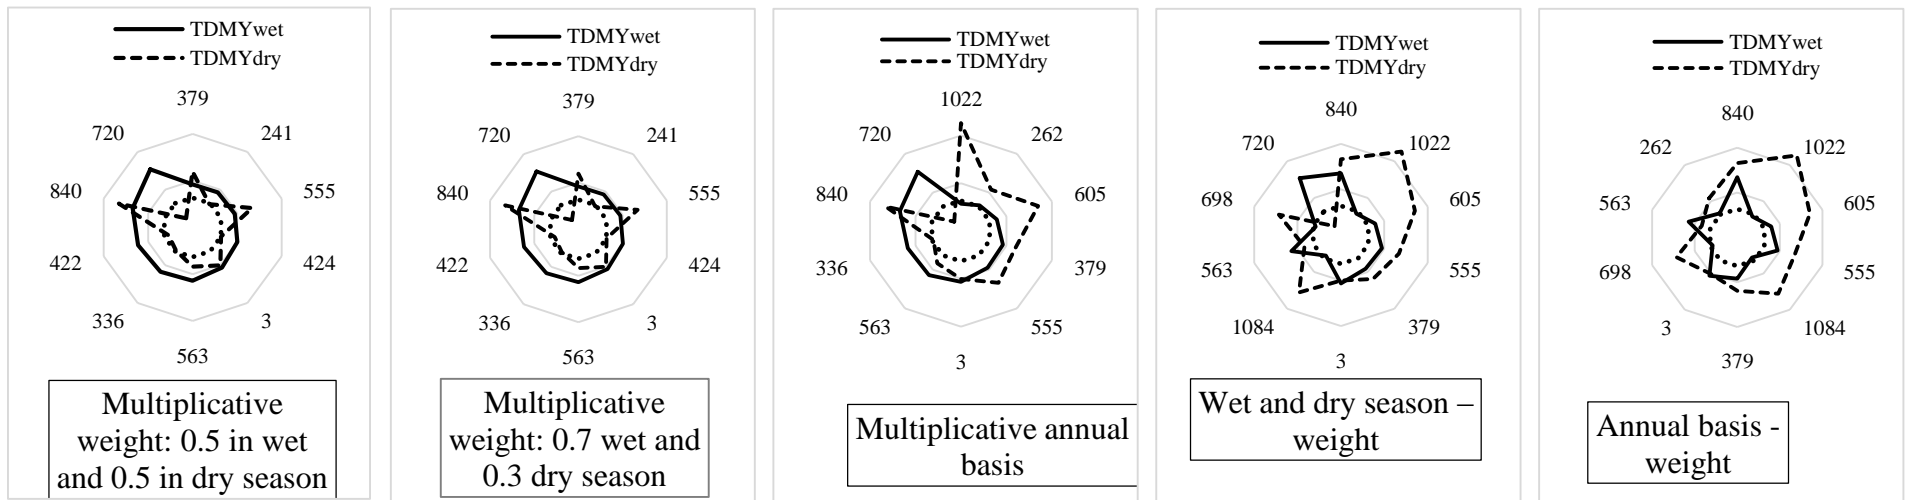 TDMYwet
TDMYdry
379
720
241
840
555
422
424
336
3
563
Multiplicative
weight: 0.5 in wet
and 0.5 in dry season
TDMYwet
TDMYdry
379
720
241
840
555
422
424
336
3
563
Multiplicative
weight: 0.7 wet and
0.3 dry season
TDMYwet
TDMYdry
1022
720
262
840
605
336
379
563
555
3
Multiplicative annual
basis
TDMYwet
TDMYdry
840
720
1022
698
605
563
555
1084
379
3
Wet and dry season –
weight
TDMYwet
TDMYdry
840
262
1022
563
605
698
555
3
1084
379
Annual basis -
weight